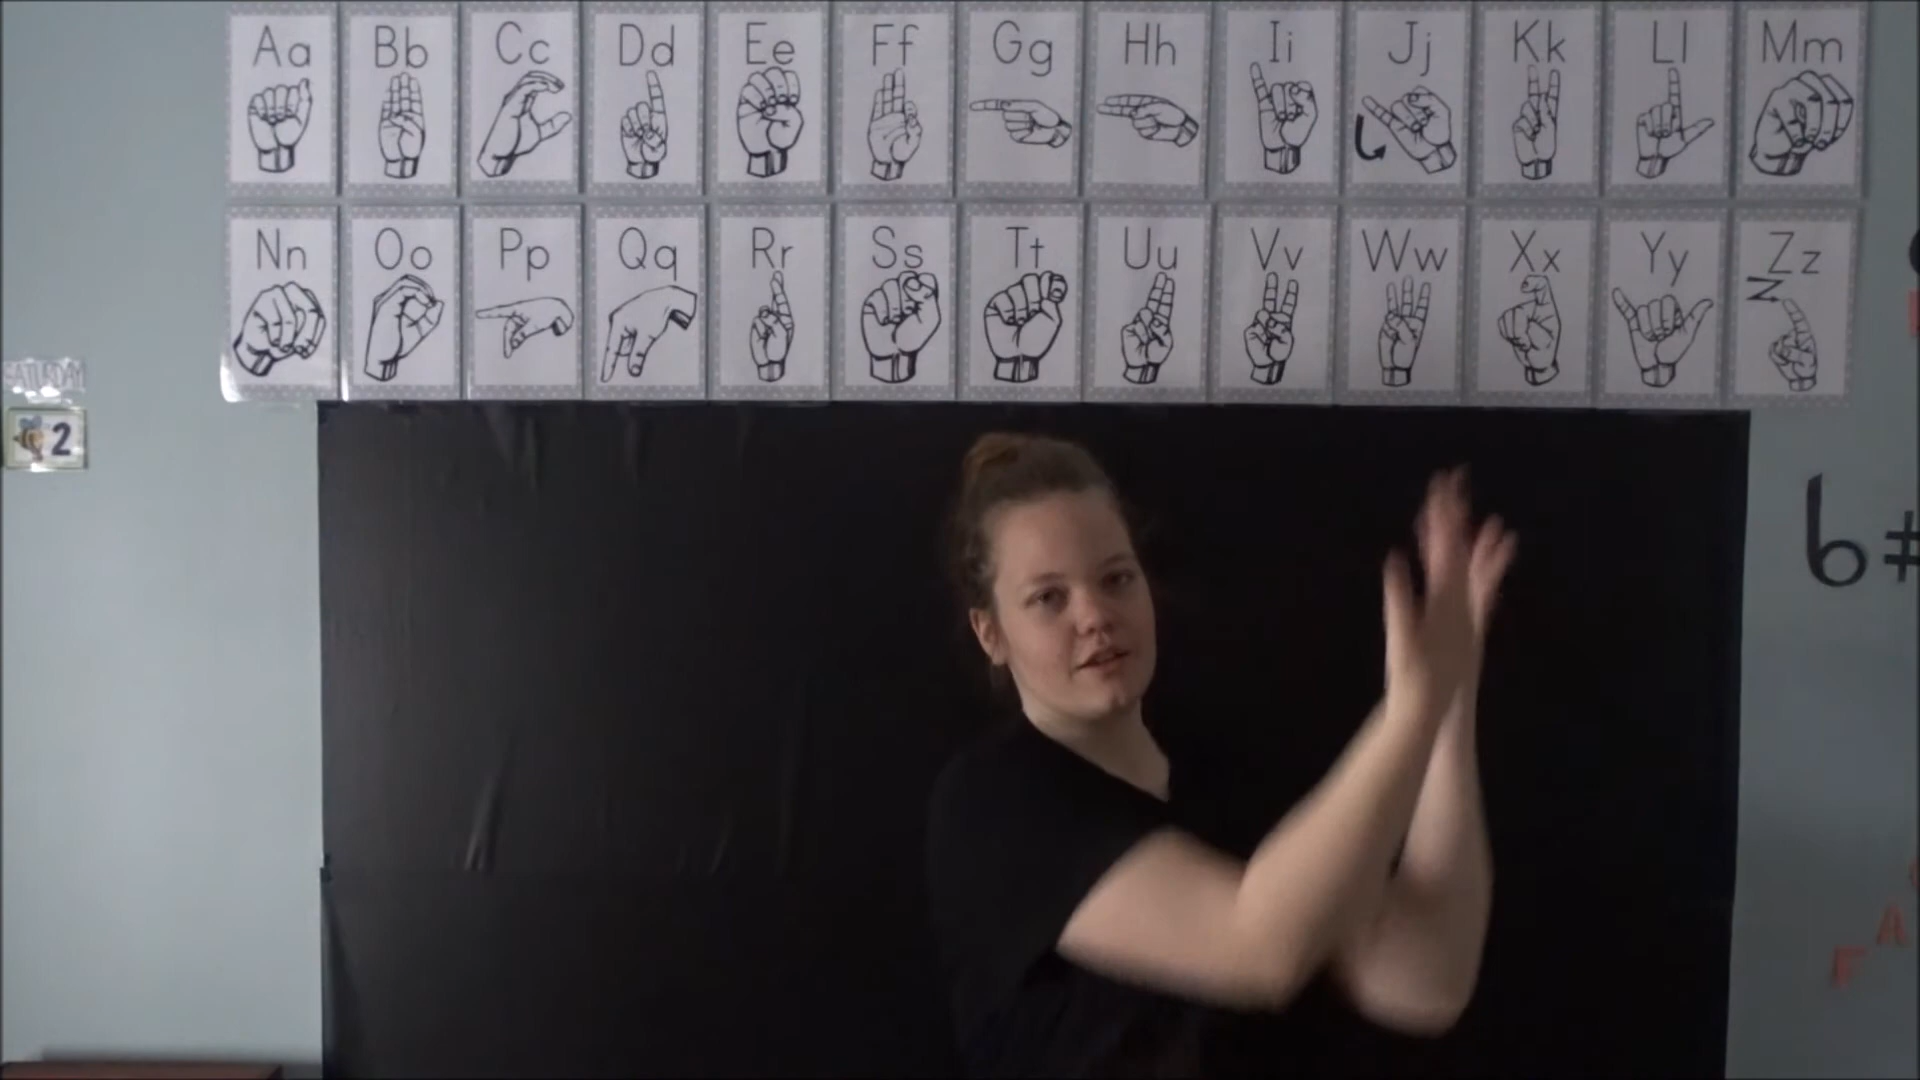 Aa Bb Cc Dd Ee Ff Gg Hh Ii Jj Kk Ll Mm
Nn Oo Pp Qq Rr Ss Tt Uu Vv Ww Xx Yy Zz
Z
SATURDAY
2
b #
A
F